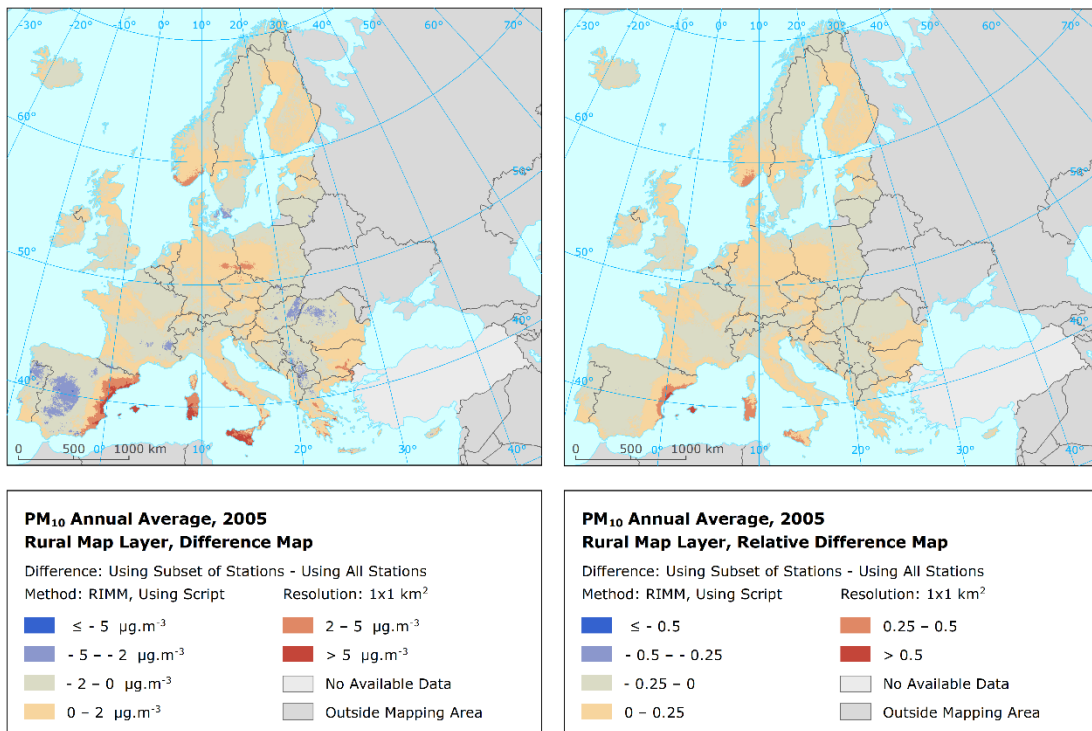 -30° -20° -10° 0° 10° 20° 30° 40° 50° 60° 70°
60°
50°
40°
60°
50°
40°
0 500 0° 1000 km 10° 20° 30° 40°
PM₁₀ Annual Average, 2005
Rural Map Layer, Difference Map
Difference: Using Subset of Stations - Using All Stations
Method: RIMM, Using Script Resolution: 1x1 km²
≤ - 5 µg.m⁻³ 2 – 5 µg.m⁻³
- 5 – - 2 µg.m⁻³ > 5 µg.m⁻³
- 2 – 0 µg.m⁻³ No Available Data
0 – 2 µg.m⁻³ Outside Mapping Area
-30° -20° -10° 0° 10° 20° 30° 40° 50° 60° 70°
60°
50°
40°
60°
50°
40°
0 500 0° 1000 km 10° 20° 30° 40°
PM₁₀ Annual Average, 2005
Rural Map Layer, Relative Difference Map
Difference: Using Subset of Stations - Using All Stations
Method: RIMM, Using Script Resolution: 1x1 km²
≤ - 0.5 0.25 – 0.5
- 0.5 – - 0.25 > 0.5
- 0.25 – 0 No Available Data
0 – 0.25 Outside Mapping Area